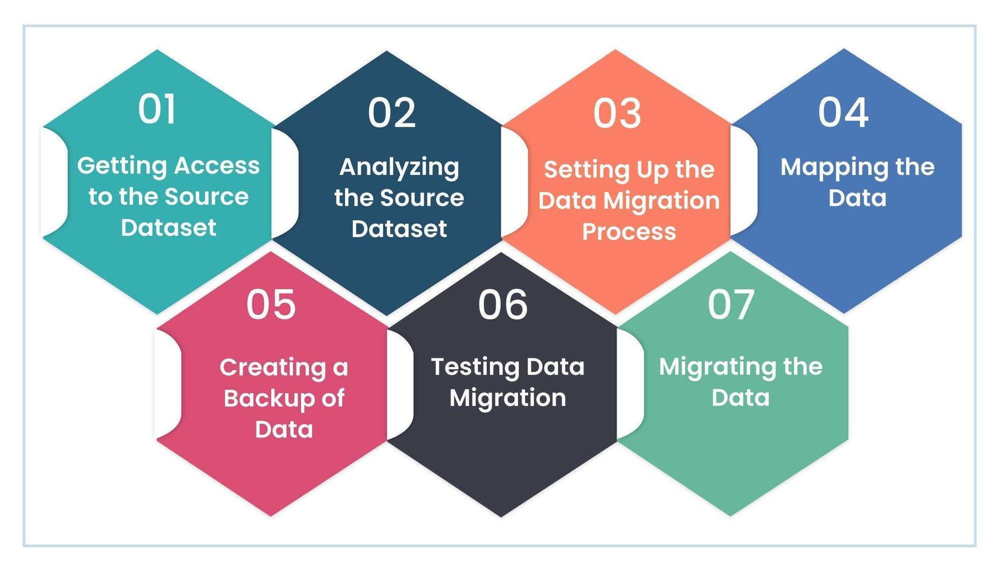 01
Getting Access
to the Source
Dataset
02
Analyzing
the Source
Dataset
03
Setting Up the
Data Migration
Process
04
Mapping the
Data
05
Creating a
Backup of
Data
06
Testing Data
Migration
07
Migrating the
Data